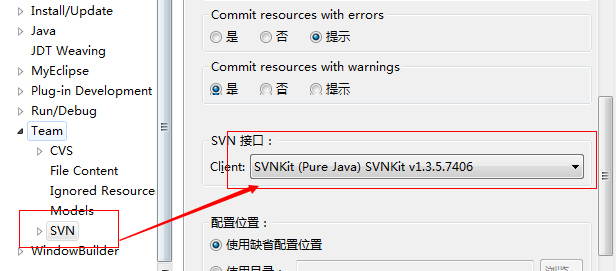 Install/Update
Java
JDT Weaving
MyEclipse
Plug-in Development
Run/Debug
Team
CVS
File Content
Ignored Resource
Models
SVN
WindowBuilder
Commit resources with errors
是 否 提示
Commit resources with warnings
是 否 提示
SVN 接口：
Client: SVNKit (Pure Java) SVNKit v1.3.5.7406
配置位置：
使用缺省配置位置
使用目录： 浏览...